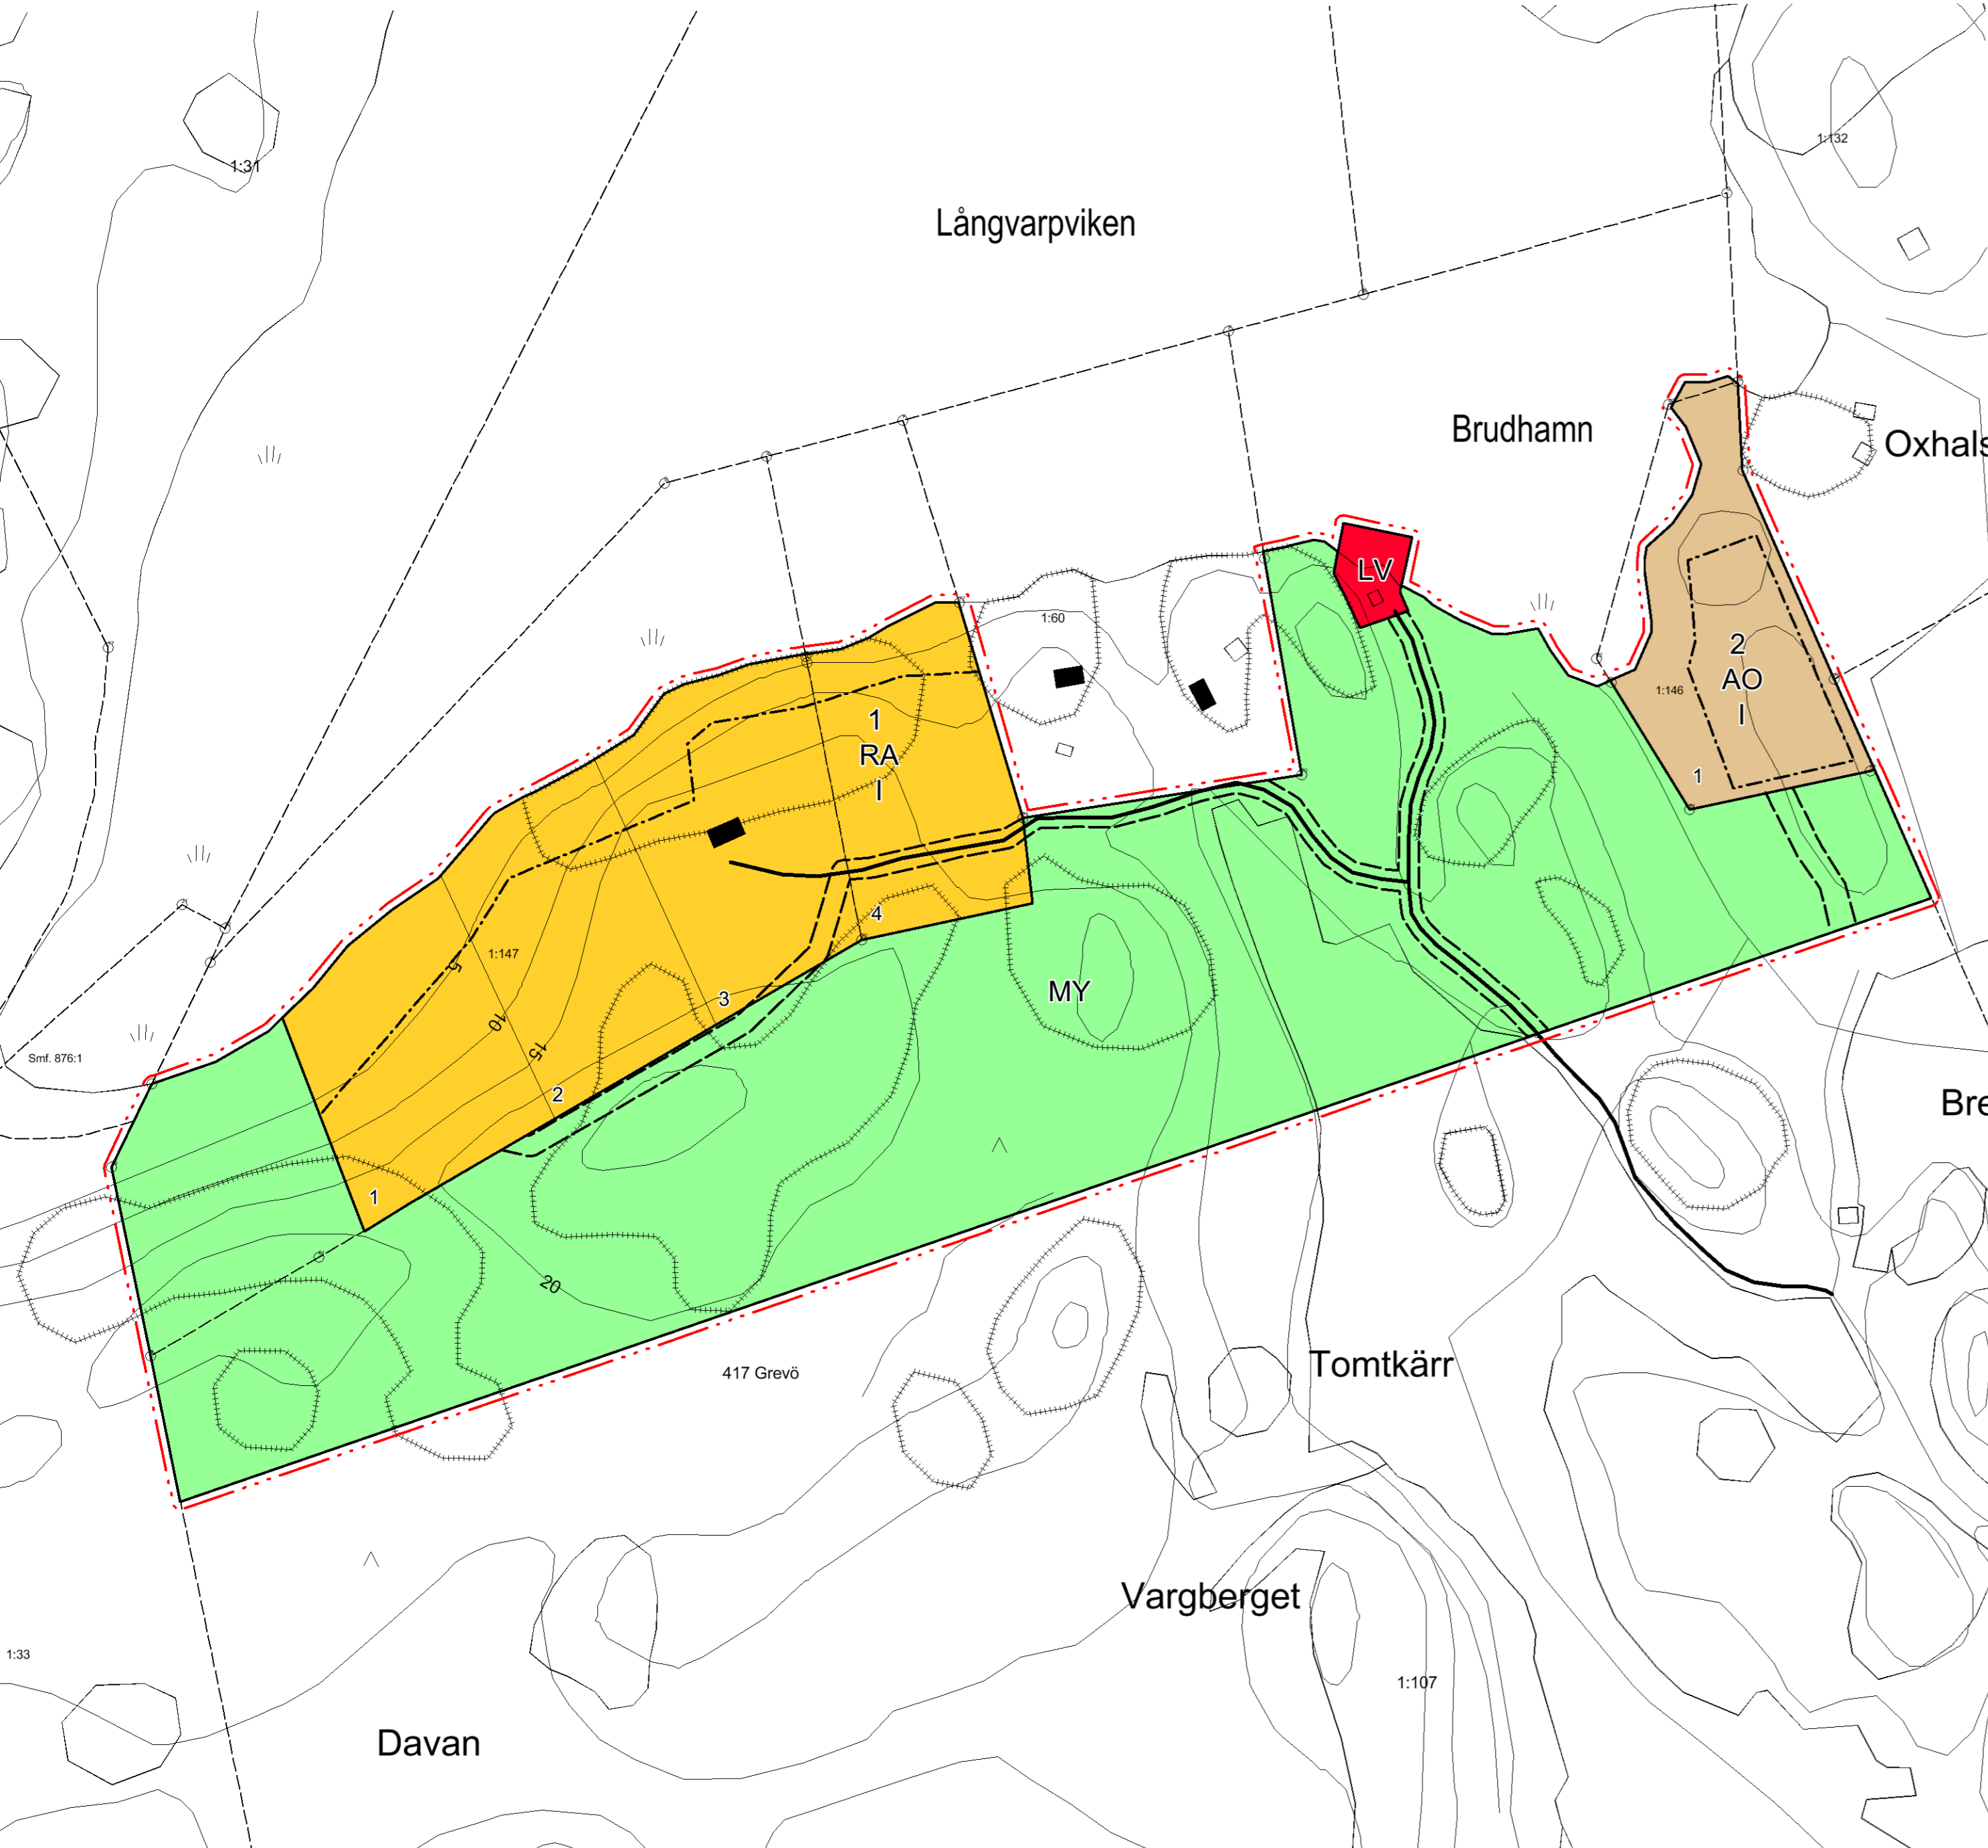 1:31
1:132
Långvarpviken
Brudhamn
Oxhals
LV
1:60
2
AO
I
1:146
1
1
RA
I
1:147
5
10
15
4
3
2
1
MY
Smf. 876:1
Bre
20
417 Grevö
Tomtkärr
Vargberget
1:33
1:107
Davan